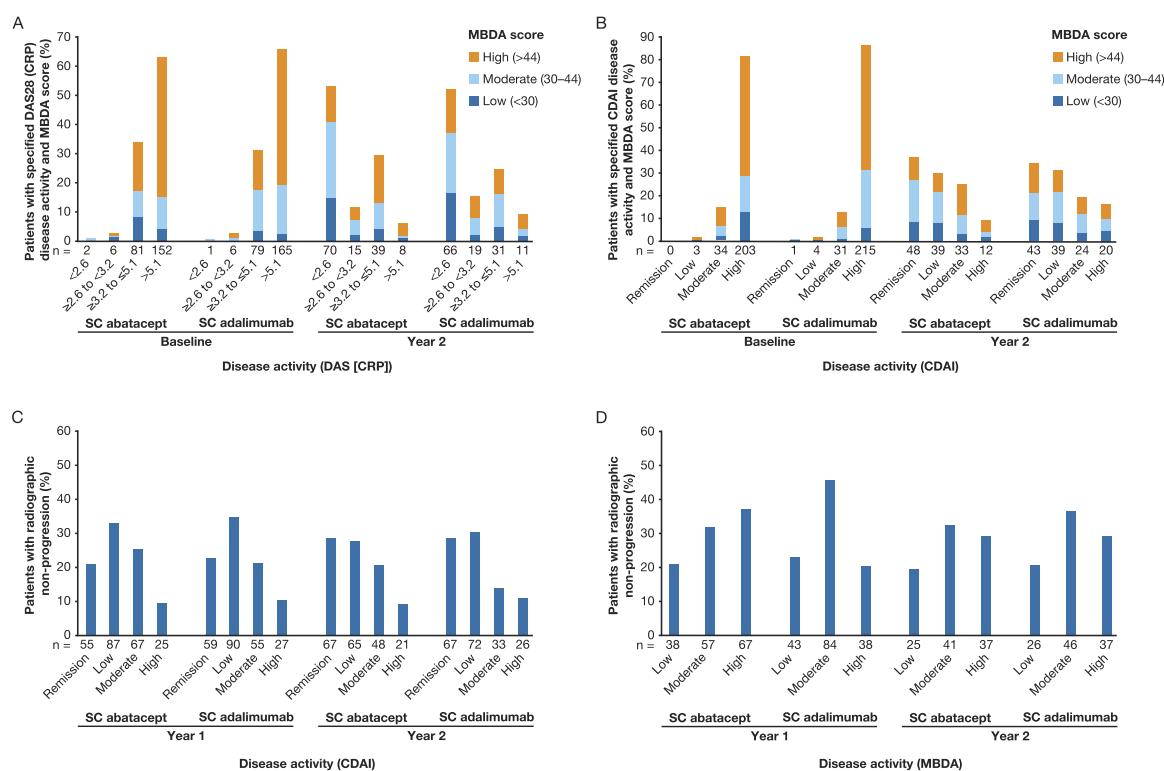 A
Patients with specified DAS28 (CRP)
disease activity and MBDA score (%)
70
60
50
40
30
20
10
0
MBDA score
High (>44)
Moderate (30–44)
Low (<30)
n = 2 6 81 152 1 6 79 165 70 15 39 8 66 19 31 11
<2.6 ≥2.6 to <3.2 ≥3.2 to ≤5.1 >5.1 <2.6 ≥2.6 to <3.2 ≥3.2 to ≤5.1 >5.1 <2.6 ≥2.6 to <3.2 ≥3.2 to ≤5.1 >5.1 <2.6 ≥2.6 to <3.2 ≥3.2 to ≤5.1 >5.1
SC abatacept SC adalimumab SC abatacept SC adalimumab
Baseline Year 2
Disease activity (DAS [CRP])
B
Patients with specified CDAI disease
activity and MBDA score (%)
90
80
70
60
50
40
30
20
10
0
MBDA score
High (>44)
Moderate (30–44)
Low (<30)
n = 0 3 34 203 1 4 31 215 48 39 33 12 43 39 24 20
Remission Low Moderate High Remission Low Moderate High Remission Low Moderate High Remission Low Moderate High
SC abatacept SC adalimumab SC abatacept SC adalimumab
Baseline Year 2
Disease activity (CDAI)
C
Patients with radiographic
non-progression (%)
60
50
40
30
20
10
0
n = 55 87 67 25 59 90 55 27 67 65 48 21 67 72 33 26
Remission Low Moderate High Remission Low Moderate High Remission Low Moderate High Remission Low Moderate High
SC abatacept SC adalimumab SC abatacept SC adalimumab
Year 1 Year 2
Disease activity (CDAI)
D
Patients with radiographic
non-progression (%)
60
50
40
30
20
10
0
n = 38 57 67 43 84 38 25 41 37 26 46 37
Low Moderate High Low Moderate High Low Moderate High Low Moderate High
SC abatacept SC adalimumab SC abatacept SC adalimumab
Year 1 Year 2
Disease activity (MBDA)